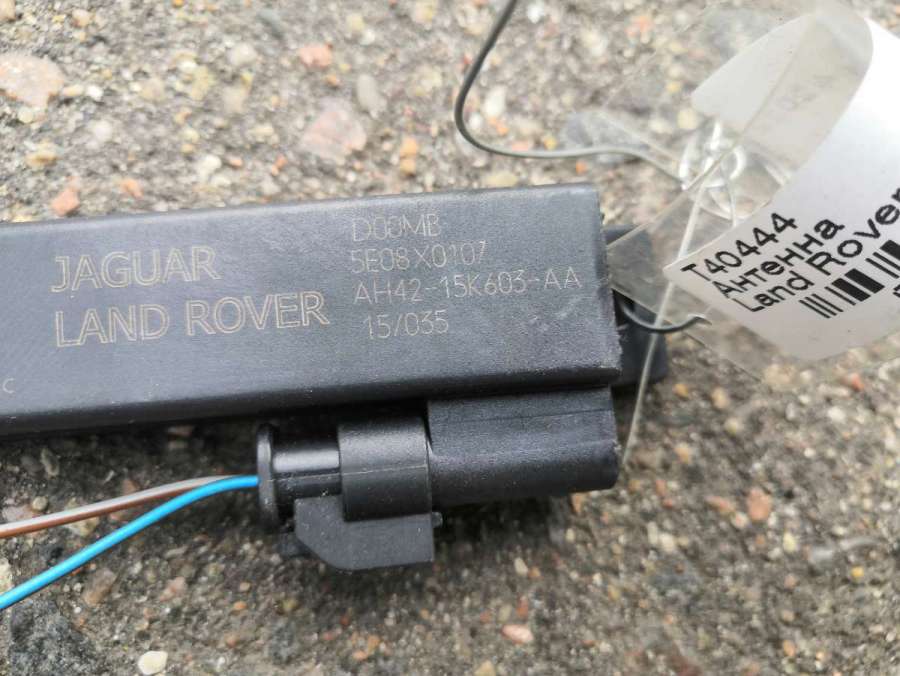 JAGUAR
LAND ROVER
D00MB
5E08X0107
AH42-15K603-AA
15/035
C
T40444
Антенна
Land Rover